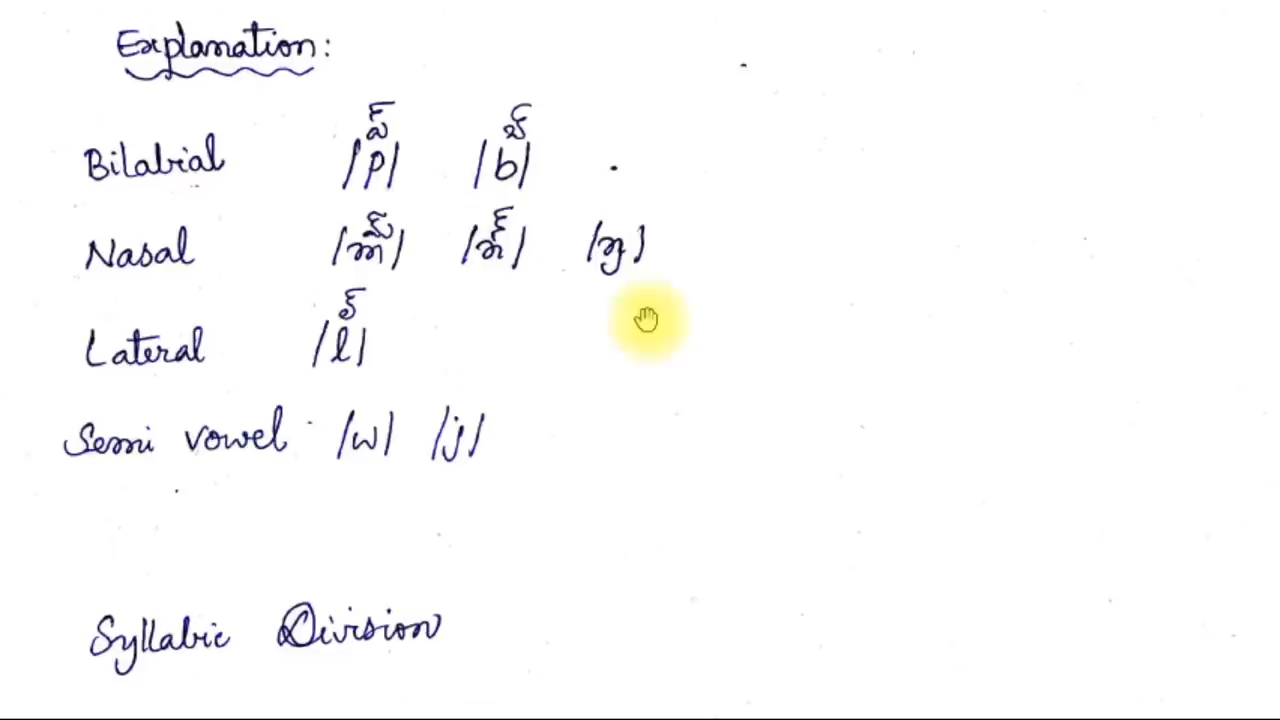 Explanation:
ప్ బ్
Bilabial /p/ /b/
మ్ న్
Nasal /m/ /n/ /ŋ/
ల్
Lateral /l/
Semi vowel /w/ /j/
Syllabic Division